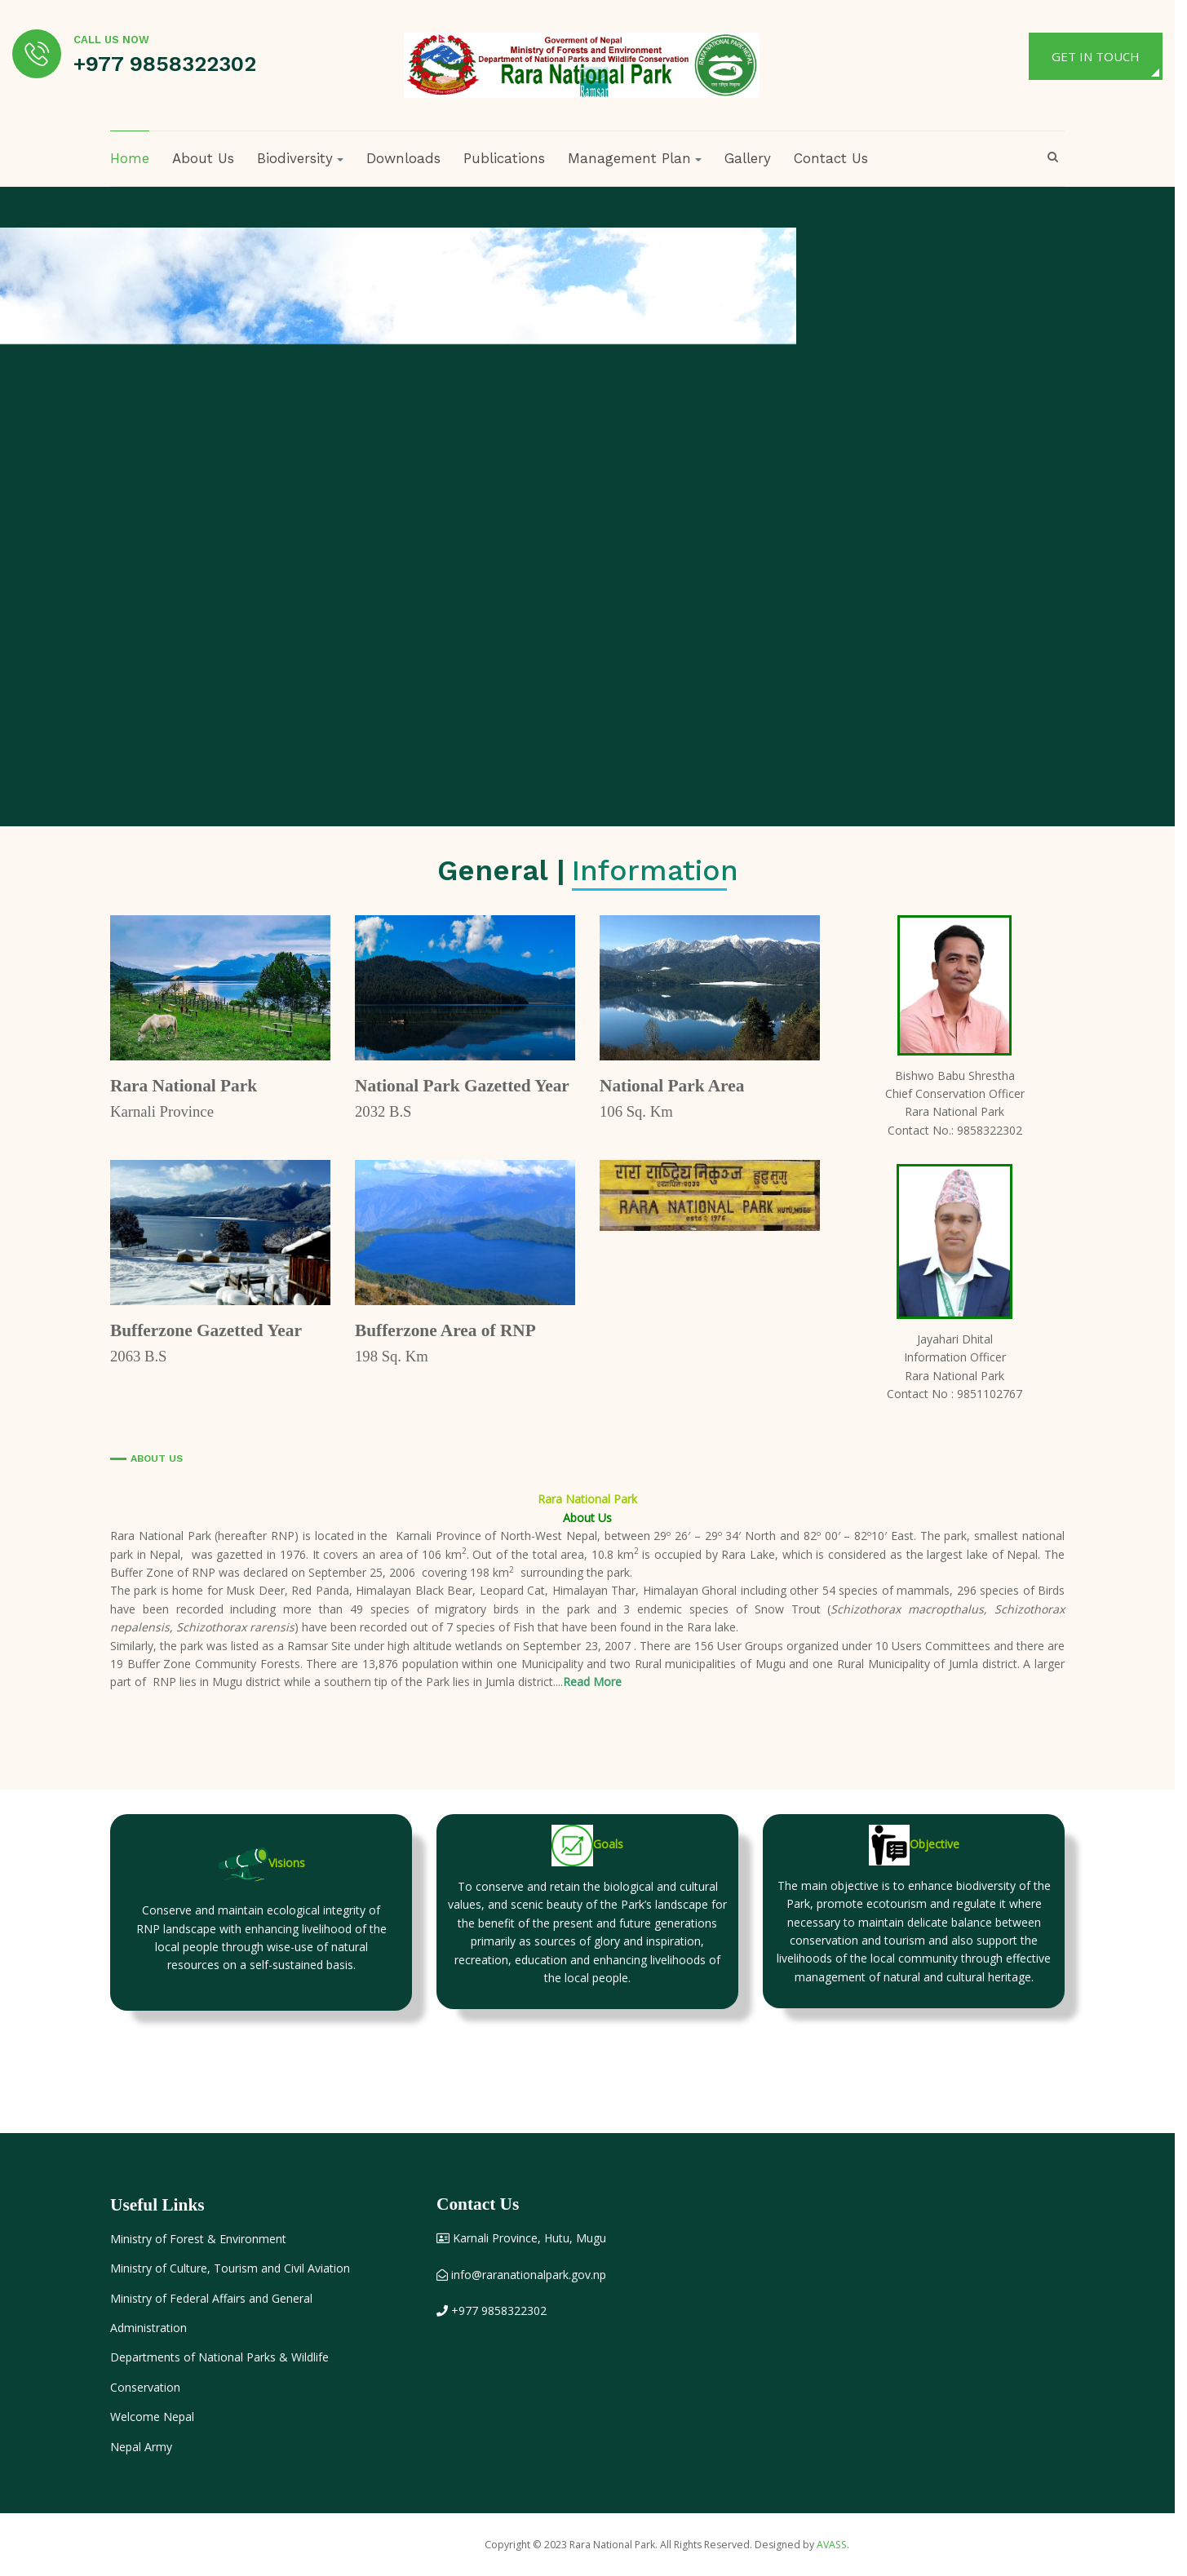 CALL US NOW
+977 9858322302
Goverment of Nepal
Ministry of Forests and Environment
Department of National Parks and Wildlife Conservation
Rara National Park
Ramsar
GET IN TOUCH
Home About Us Biodiversity Downloads Publications Management Plan Gallery Contact Us
General | Information
Rara National Park
Karnali Province
National Park Gazetted Year
2032 B.S
National Park Area
106 Sq. Km
Bishwo Babu Shrestha
Chief Conservation Officer
Rara National Park
Contact No.: 9858322302
Bufferzone Gazetted Year
2063 B.S
Bufferzone Area of RNP
198 Sq. Km
रारा राष्ट्रिय निकुञ्ज हुटु मुगु
RARA NATIONAL PARK HUTU, MUGU
Jayahari Dhital
Information Officer
Rara National Park
Contact No : 9851102767
ABOUT US
Rara National Park
About Us
Rara National Park (hereafter RNP) is located in the Karnali Province of North-West Nepal, between 29º 26′ – 29º 34′ North and 82º 00′ – 82º10′ East. The park, smallest national
park in Nepal, was gazetted in 1976. It covers an area of 106 km2. Out of the total area, 10.8 km2 is occupied by Rara Lake, which is considered as the largest lake of Nepal. The
Buffer Zone of RNP was declared on September 25, 2006 covering 198 km2 surrounding the park.
The park is home for Musk Deer, Red Panda, Himalayan Black Bear, Leopard Cat, Himalayan Thar, Himalayan Ghoral including other 54 species of mammals, 296 species of Birds
have been recorded including more than 49 species of migratory birds in the park and 3 endemic species of Snow Trout (Schizothorax macropthalus, Schizothorax
nepalensis, Schizothorax rarensis) have been recorded out of 7 species of Fish that have been found in the Rara lake.
Similarly, the park was listed as a Ramsar Site under high altitude wetlands on September 23, 2007 . There are 156 User Groups organized under 10 Users Committees and there are
19 Buffer Zone Community Forests. There are 13,876 population within one Municipality and two Rural municipalities of Mugu and one Rural Municipality of Jumla district. A larger
part of RNP lies in Mugu district while a southern tip of the Park lies in Jumla district....Read More
Visions
Conserve and maintain ecological integrity of
RNP landscape with enhancing livelihood of the
local people through wise-use of natural
resources on a self-sustained basis.
Goals
To conserve and retain the biological and cultural
values, and scenic beauty of the Park's landscape for
the benefit of the present and future generations
primarily as sources of glory and inspiration,
recreation, education and enhancing livelihoods of
the local people.
Objective
The main objective is to enhance biodiversity of the
Park, promote ecotourism and regulate it where
necessary to maintain delicate balance between
conservation and tourism and also support the
livelihoods of the local community through effective
management of natural and cultural heritage.
Useful Links
Ministry of Forest & Environment
Ministry of Culture, Tourism and Civil Aviation
Ministry of Federal Affairs and General
Administration
Departments of National Parks & Wildlife
Conservation
Welcome Nepal
Nepal Army
Contact Us
Karnali Province, Hutu, Mugu
info@raranationalpark.gov.np
+977 9858322302
Copyright © 2023 Rara National Park. All Rights Reserved. Designed by AVASS.